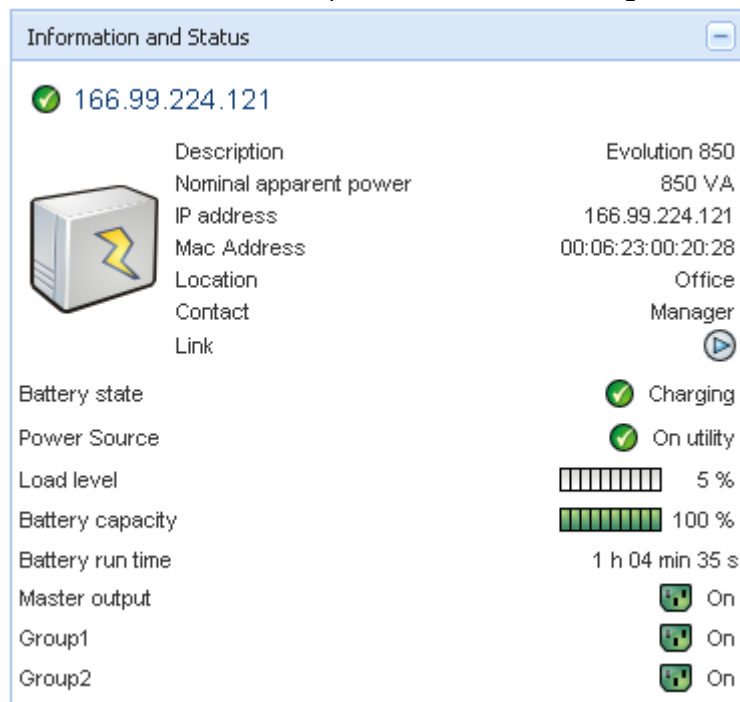 Information and Status
166.99.224.121
Description Evolution 850
Nominal apparent power 850 VA
IP address 166.99.224.121
Mac Address 00:06:23:00:20:28
Location Office
Contact Manager
Link
Battery state Charging
Power Source On utility
Load level 5 %
Battery capacity 100 %
Battery run time 1 h 04 min 35 s
Master output On
Group1 On
Group2 On